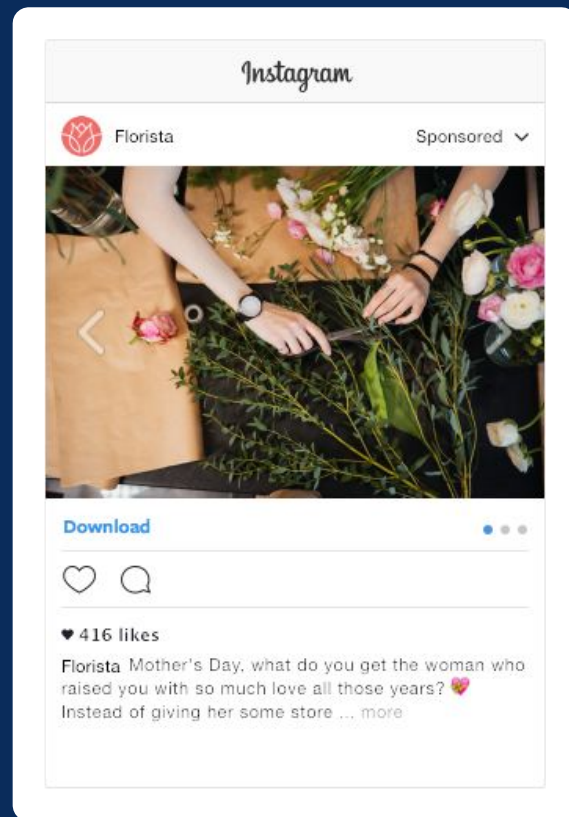 Instagram
Florista
Sponsored
Download
416 likes
Florista Mother's Day, what do you get the woman who
raised you with so much love all those years? 💝
Instead of giving her some store ... more